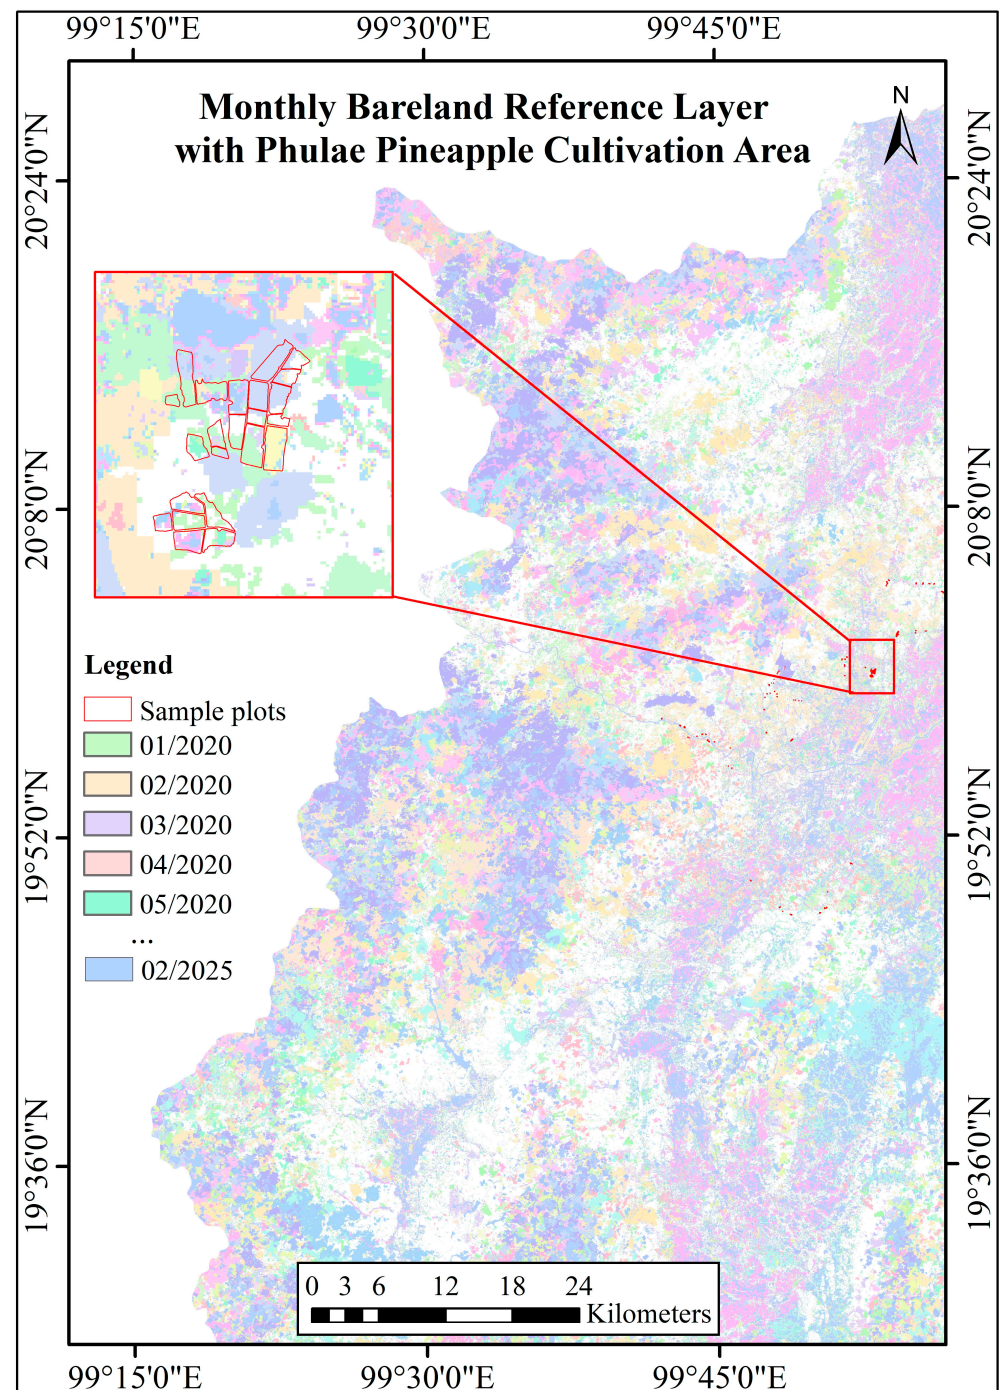 99°15'0"E 99°30'0"E 99°45'0"E
N
Monthly Bareland Reference Layer
with Phulae Pineapple Cultivation Area
20°24'0"N 20°24'0"N
20°8'0"N 20°8'0"N
Legend
Sample plots
01/2020
02/2020
03/2020
04/2020
05/2020
...
02/2025
19°52'0"N 19°52'0"N
19°36'0"N 19°36'0"N
0 3 6 12 18 24
Kilometers
99°15'0"E 99°30'0"E 99°45'0"E